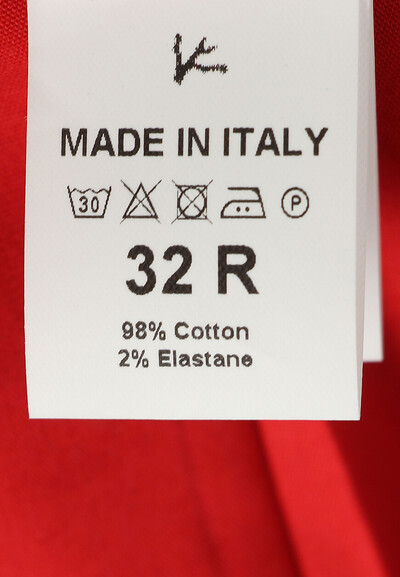 MADE IN ITALY
30 P
32 R
98% Cotton
2% Elastane